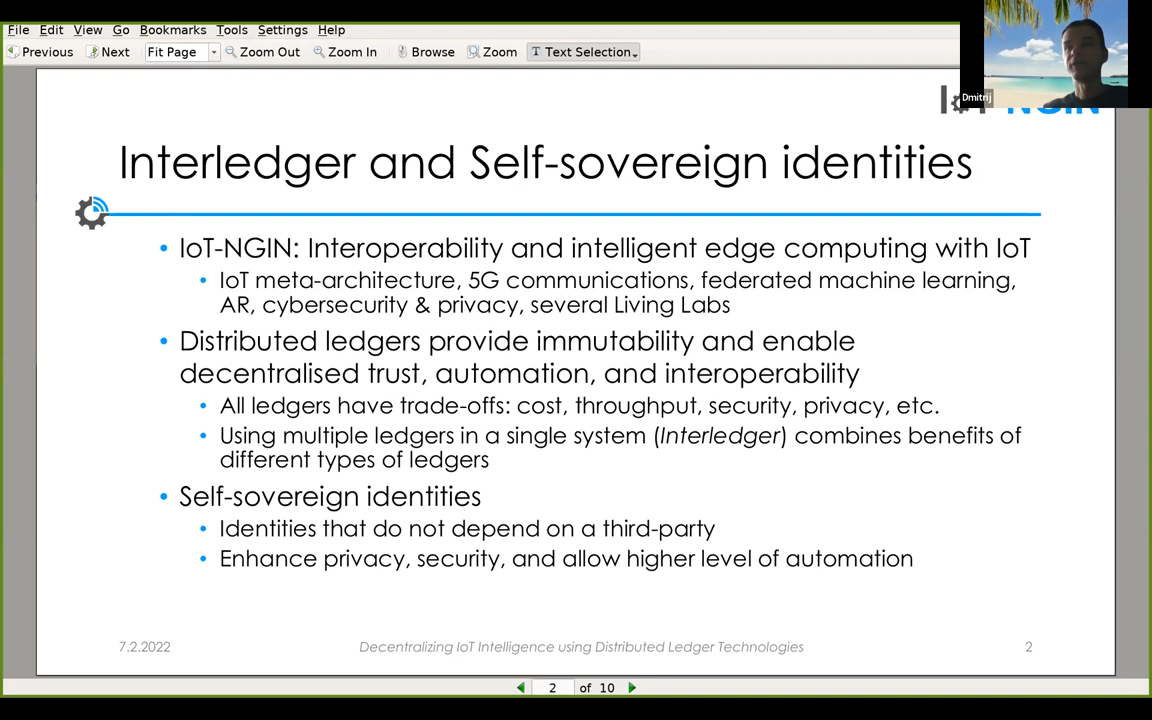 File Edit View Go Bookmarks Tools Settings Help
Previous Next Fit Page Zoom Out Zoom In Browse Zoom Text Selection
Dmitrij
Interledger and Self-sovereign identities
• IoT-NGIN: Interoperability and intelligent edge computing with IoT
• IoT meta-architecture, 5G communications, federated machine learning,
AR, cybersecurity & privacy, several Living Labs
• Distributed ledgers provide immutability and enable
decentralised trust, automation, and interoperability
• All ledgers have trade-offs: cost, throughput, security, privacy, etc.
• Using multiple ledgers in a single system (Interledger) combines benefits of
different types of ledgers
• Self-sovereign identities
• Identities that do not depend on a third-party
• Enhance privacy, security, and allow higher level of automation
7.2.2022 Decentralizing IoT Intelligence using Distributed Ledger Technologies 2
2 of 10